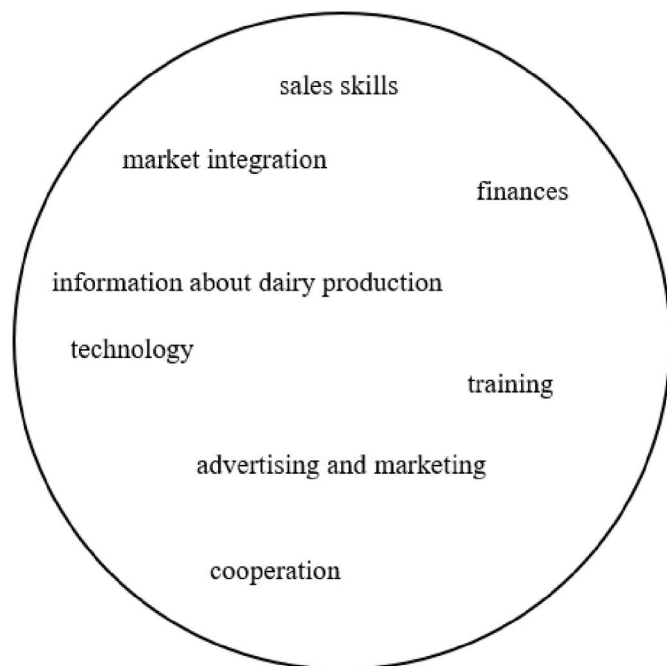 sales skills
market integration
finances
information about dairy production
technology
training
advertising and marketing
cooperation